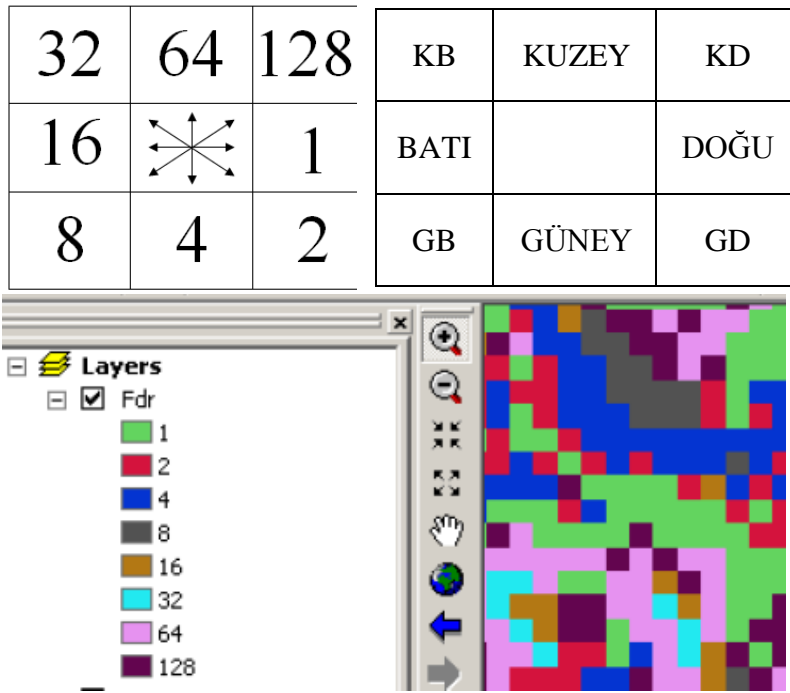 32 64 128
16 1
8 4 2
KB KUZEY KD
BATI DOĞU
GB GÜNEY GD
Layers
Fdr
1
2
4
8
16
32
64
128